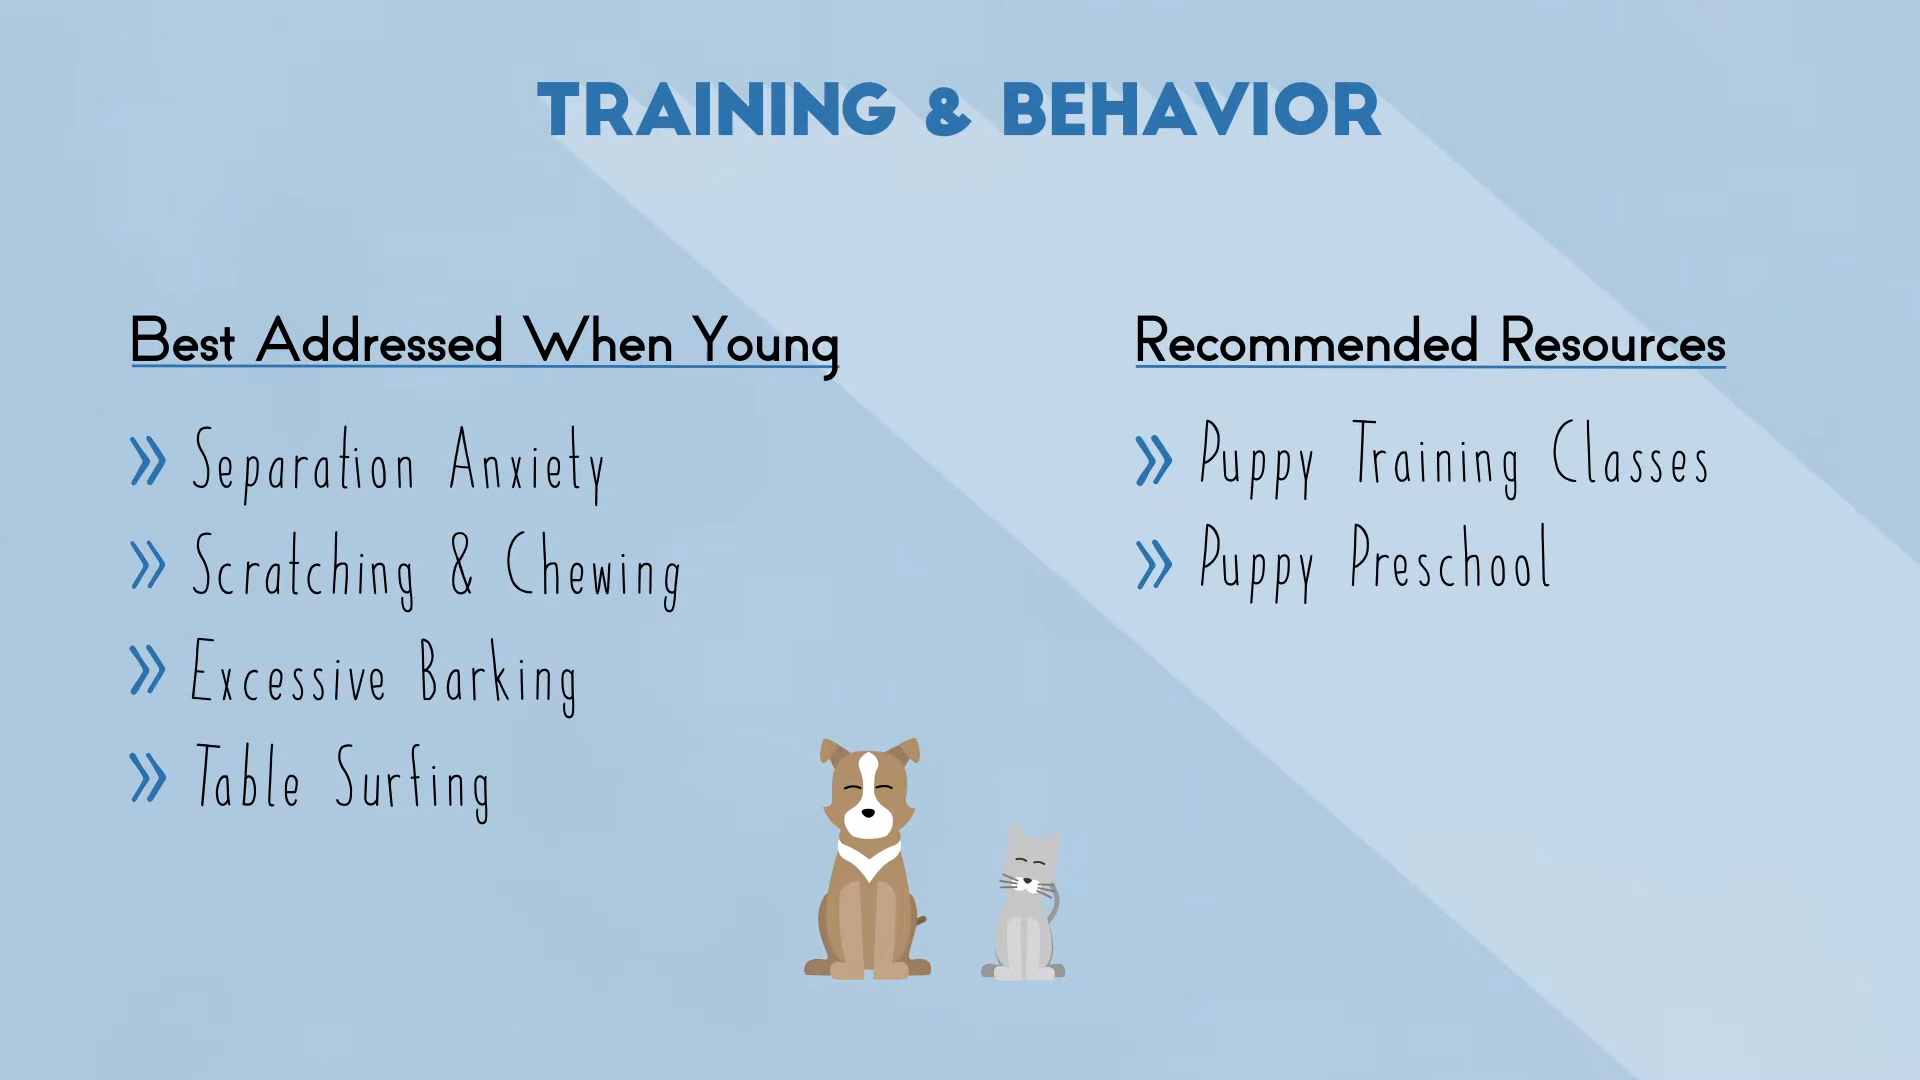 TRAINING & BEHAVIOR
Best Addressed When Young
Separation Anxiety
Scratching & Chewing
Excessive Barking
Table Surfing
Recommended Resources
Puppy Training Classes
Puppy Preschool